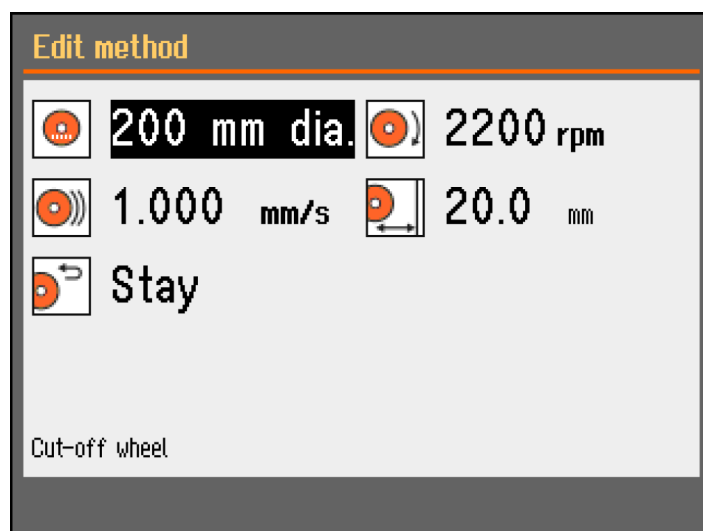 Edit method
200 mm dia. 2200 rpm
1.000 mm/s 20.0 mm
Stay
Cut-off wheel